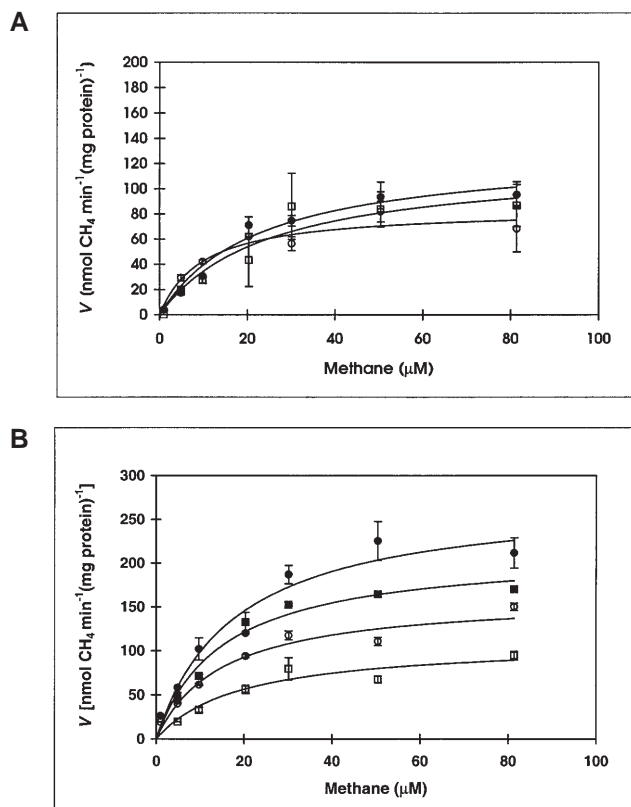 A
V (nmol CH4 min-1(mg protein)-1
200
180
160
140
120
100
80
60
40
20
0
0 20 40 60 80 100
Methane (μM)
B
V [nmol CH4 min-1(mg protein)-1]
300
250
200
150
100
50
0
0 20 40 60 80 100
Methane (μM)